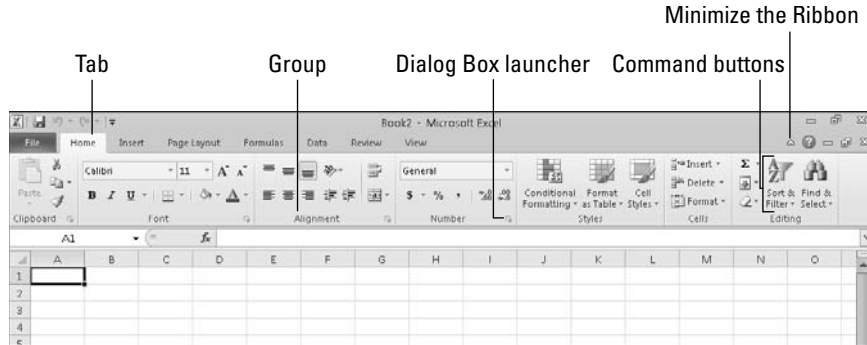 Minimize the Ribbon
Tab Group Dialog Box launcher Command buttons
Book2 - Microsoft Excel
File Home Insert Page Layout Formulas Data Review View
Calibri 11 A A General Insert Σ
Paste B I U A $ % , Conditional Formatting Format as Table Cell Styles Delete Format Sort & Filter Find & Select
Clipboard Font Alignment Number Styles Cells Editing
A1 fx
A B C D E F G H I J K L M N O
1
2
3
4
5